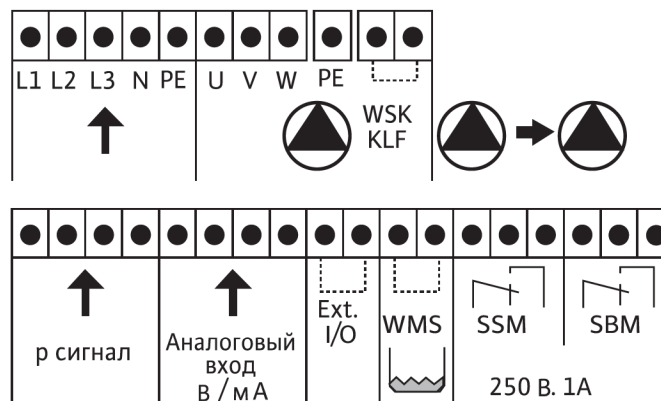 L1 L2 L3 N PE U V W PE
WSK
KLF
р сигнал
Аналоговый
вход
В / мА
Ext.
I/O
WMS
SSM
SBM
250 В. 1А